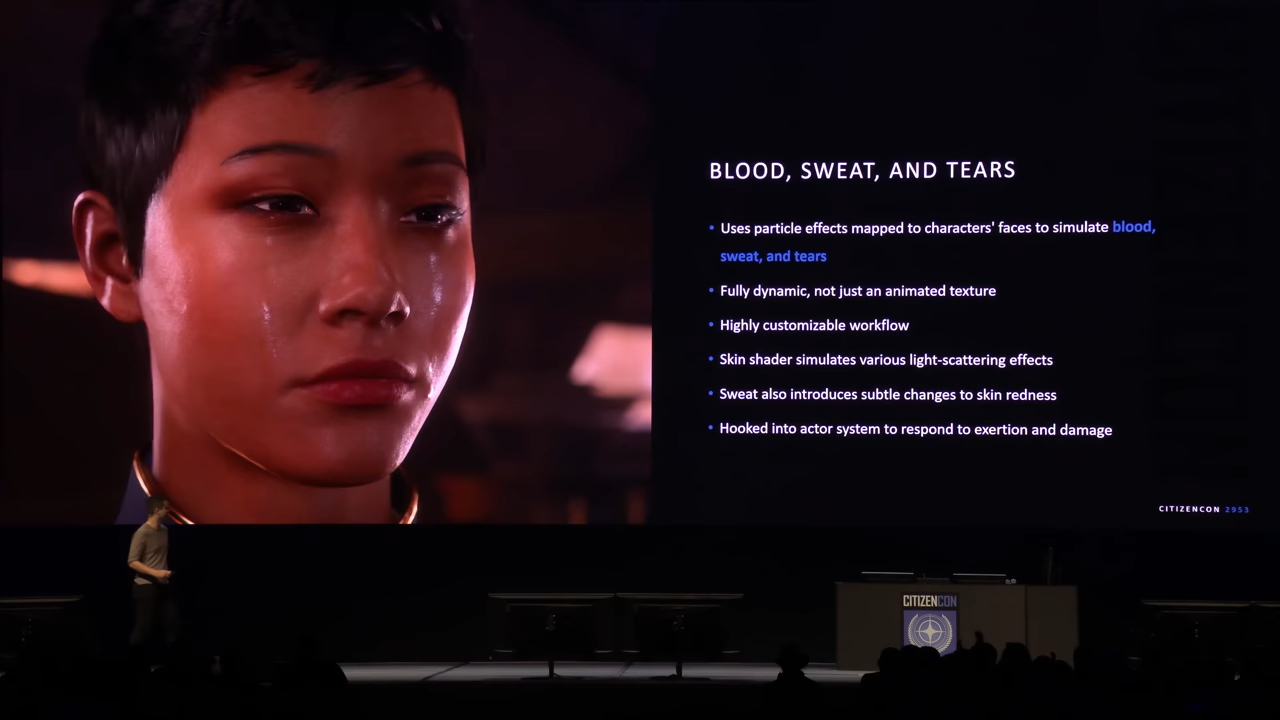 BLOOD, SWEAT, AND TEARS
• Uses particle effects mapped to characters' faces to simulate blood,
sweat, and tears
• Fully dynamic, not just an animated texture
• Highly customizable workflow
• Skin shader simulates various light-scattering effects
• Sweat also introduces subtle changes to skin redness
• Hooked into actor system to respond to exertion and damage
CITIZENCON 2953
CITIZENCON